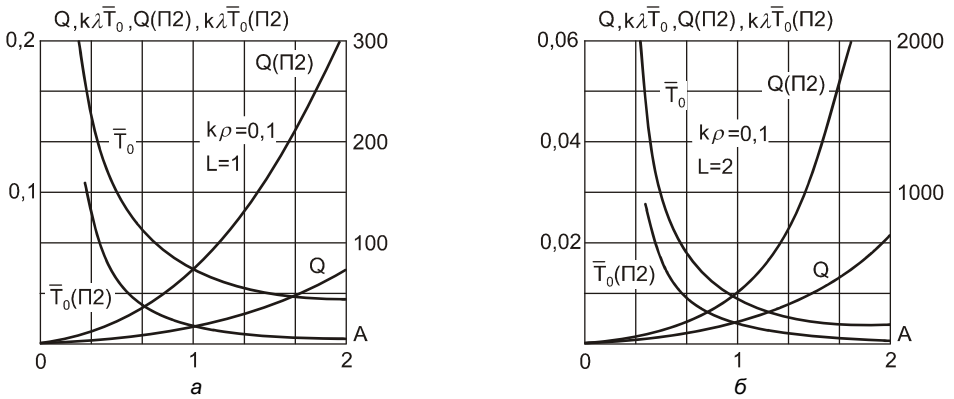 Q, kλT̅₀, Q(П2), kλT̅₀(П2)
0,2
300
Q(П2)
T̅₀
kρ=0,1
200
L=1
0,1
100
Q
T̅₀(П2)
A
0
1
2
а
Q, kλT̅₀, Q(П2), kλT̅₀(П2)
0,06
2000
Q(П2)
T̅₀
kρ=0,1
0,04
L=2
1000
0,02
Q
T̅₀(П2)
A
0
1
2
б